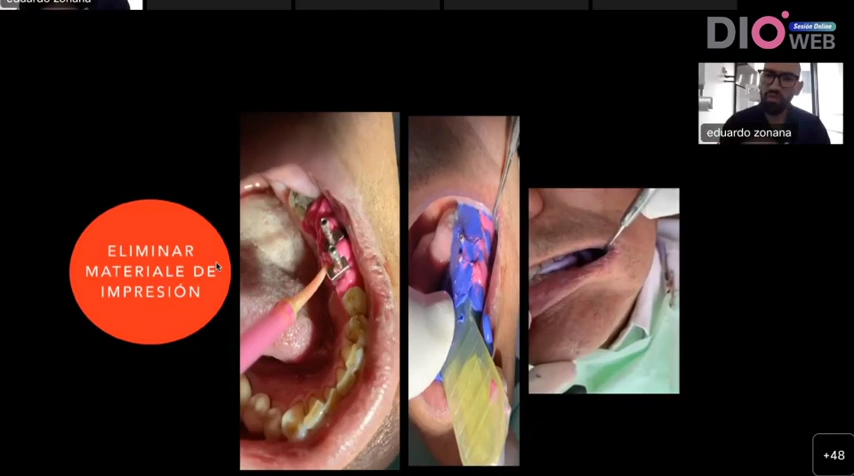 eduardo zonana
DIO
Sesión Online
WEB
eduardo zonana
ELIMINAR
MATERIALE DE
IMPRESIÓN
+48